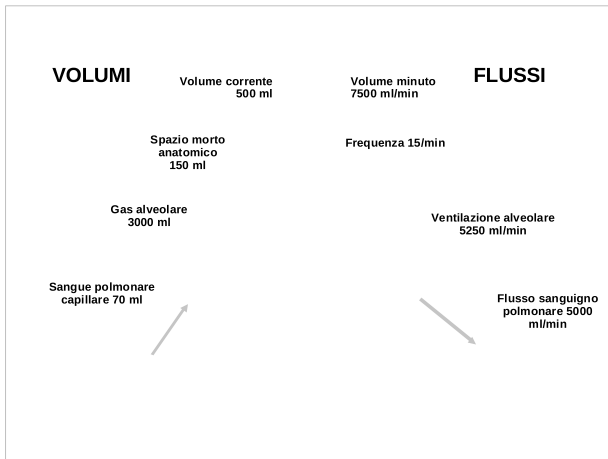 VOLUMI
Volume corrente
500 ml
Volume minuto
7500 ml/min
FLUSSI
Spazio morto
anatomico
150 ml
Frequenza 15/min
Gas alveolare
3000 ml
Ventilazione alveolare
5250 ml/min
Sangue polmonare
capillare 70 ml
Flusso sanguigno
polmonare 5000
ml/min